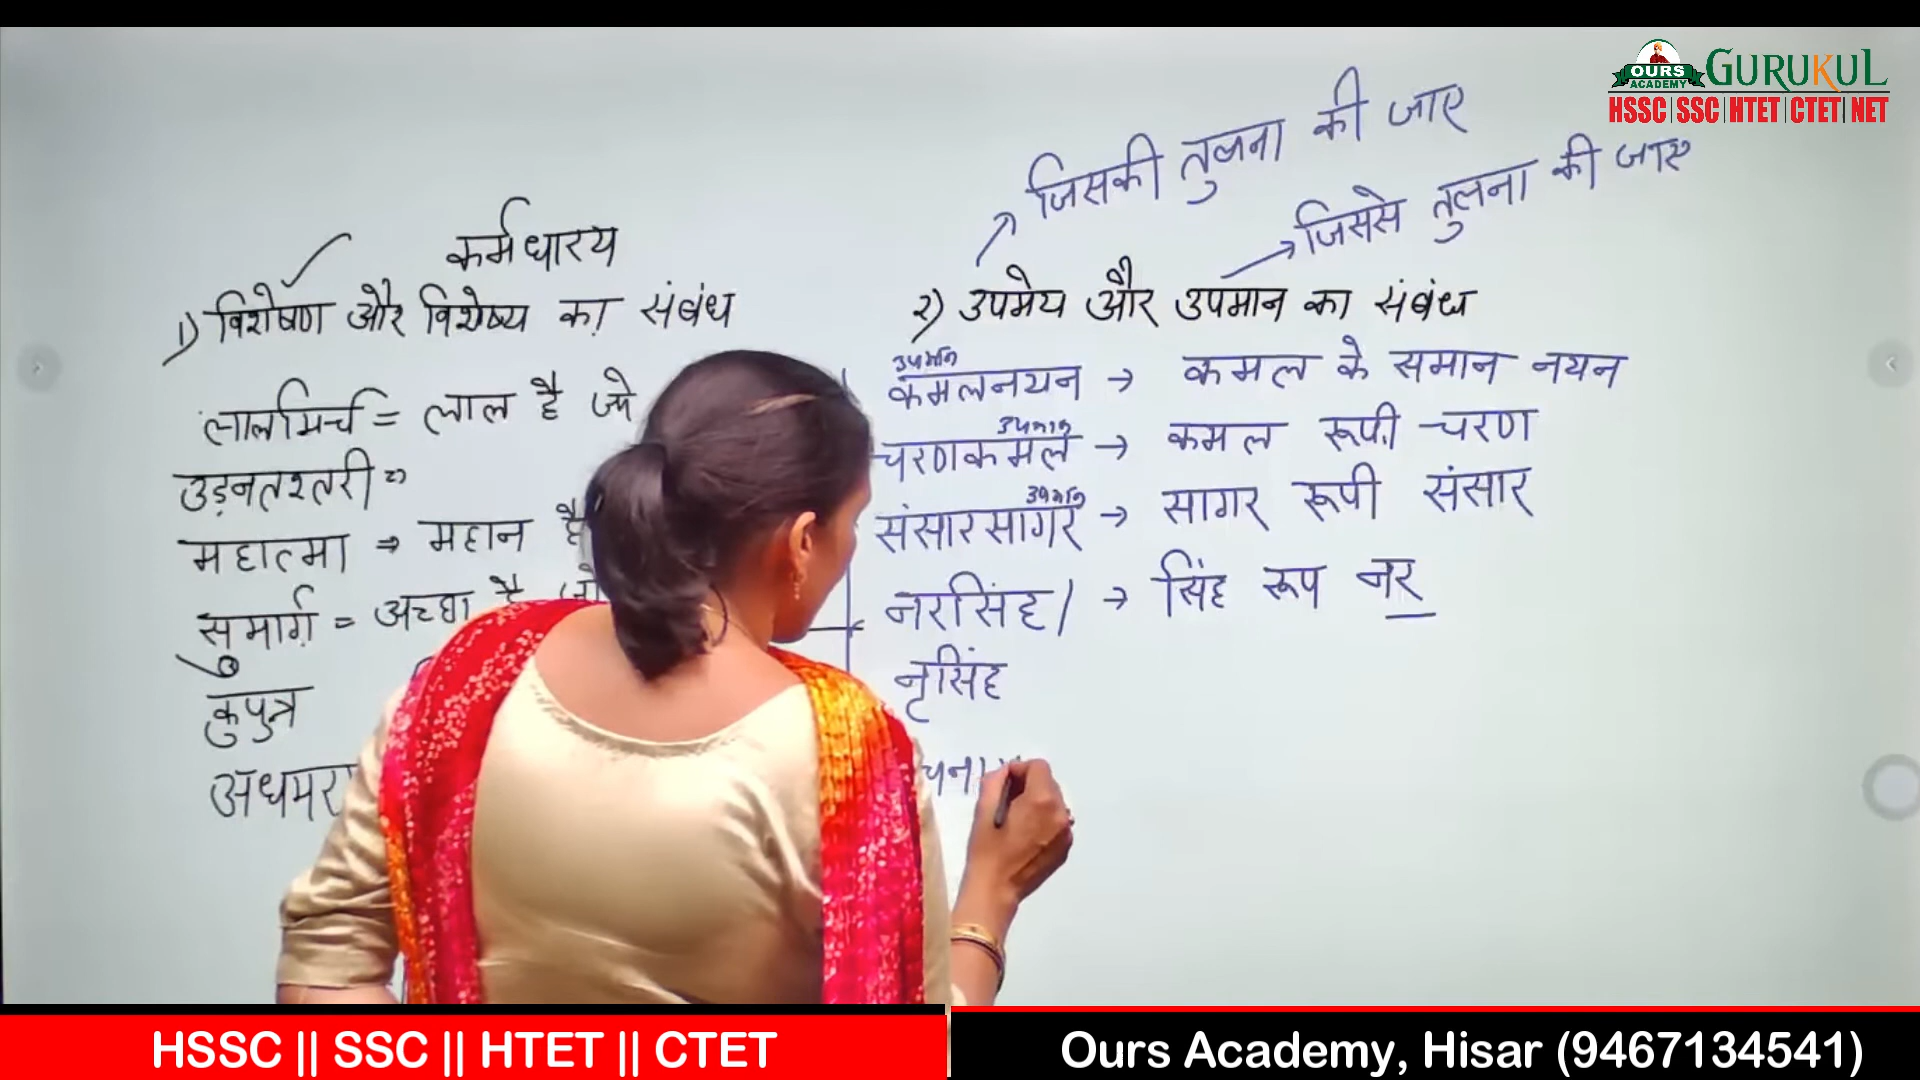 OURS
ACADEMY
GURUKUL
HSSC | SSC | HTET | CTET | NET
जिसकी तुलना की जाए
जिससे तुलना की जाए
कर्मधारय
1) विशेषण और विशेष्य का संबंध
लालमिर्च = लाल है जो
उड़नतश्तरी =
महात्मा ⇒ महान है
सुमार्ग = अच्छा है जो
कुपुत्र
अधमरा
२) उपमेय और उपमान का संबंध
उपमान
कमलनयन → कमल के समान नयन
उपमान
चरणकमल → कमल रूपी चरण
उपमान
संसारसागर → सागर रूपी संसार
नरसिंह / → सिंह रूप नर
नृसिंह
HSSC || SSC || HTET || CTET
Ours Academy, Hisar (9467134541)